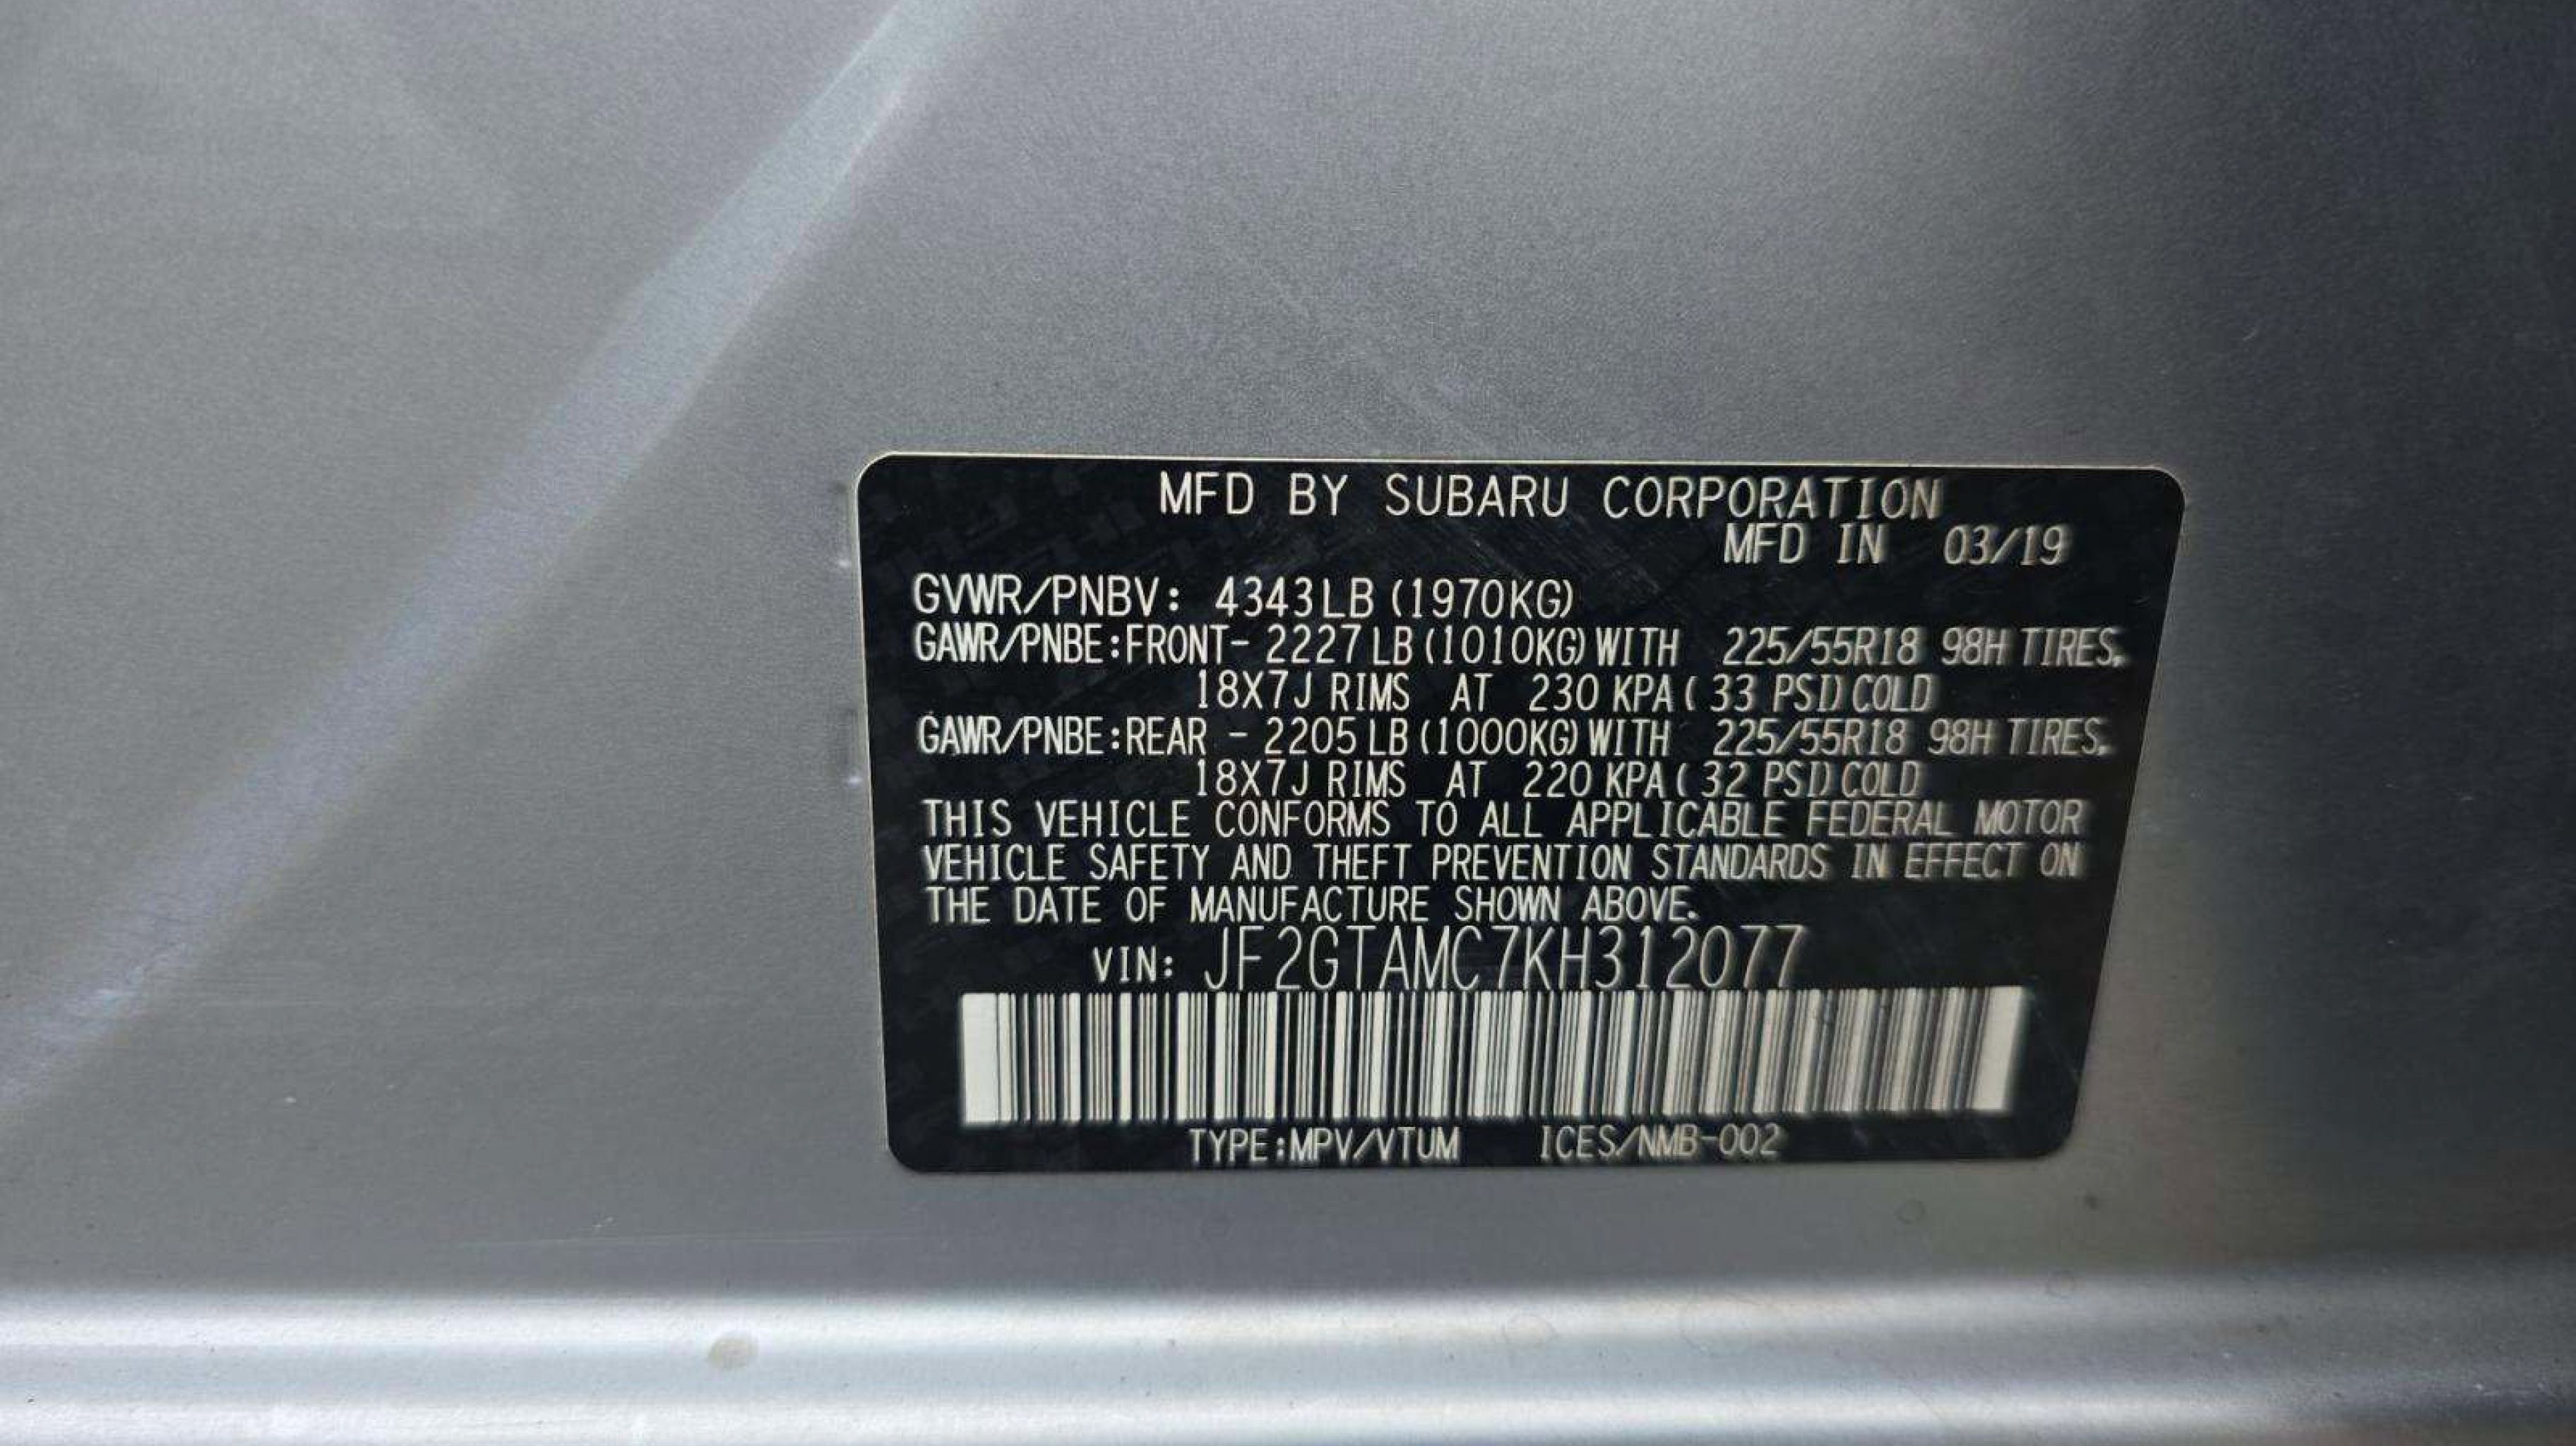 MFD BY SUBARU CORPORATION
MFD IN 03/19
GVWR/PNBV: 4343LB (1970KG)
GAWR/PNBE:FRONT- 2227 LB (1010KG) WITH 225/55R18 98H TIRES,
18X7J RIMS AT 230 KPA ( 33 PSI) COLD
GAWR/PNBE:REAR - 2205 LB (1000KG) WITH 225/55R18 98H TIRES,
18X7J RIMS AT 220 KPA ( 32 PSI) COLD
THIS VEHICLE CONFORMS TO ALL APPLICABLE FEDERAL MOTOR
VEHICLE SAFETY AND THEFT PREVENTION STANDARDS IN EFFECT ON
THE DATE OF MANUFACTURE SHOWN ABOVE.
VIN: JF2GTAMC7KH312077
TYPE:MPV/VTUM ICES/NMB-002